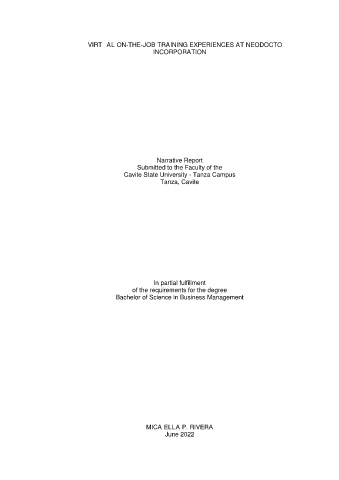 VIRT AL ON-THE-JOB TRAINING EXPERIENCES AT NEODOCTO
INCORPORATION
Narrative Report
Submitted to the Faculty of the
Cavite State University - Tanza Campus
Tanza, Cavite
In partial fulfillment
of the requirements for the degree
Bachelor of Science in Business Management
MICA ELLA P. RIVERA
June 2022